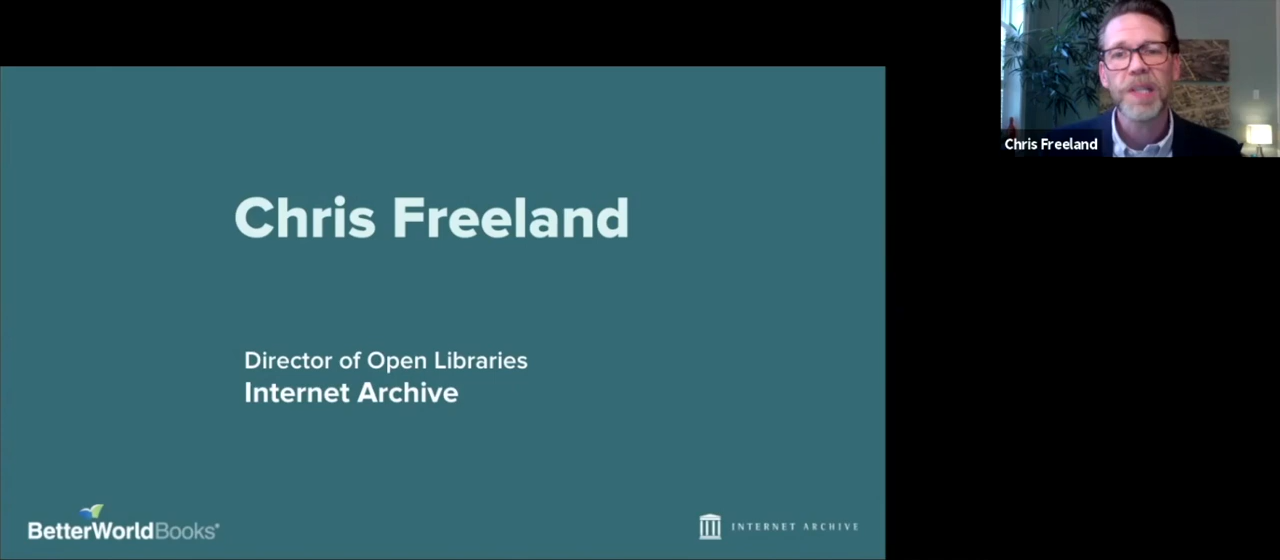 Chris Freeland
Director of Open Libraries
Internet Archive
BetterWorldBooks®
INTERNET ARCHIVE
Chris Freeland